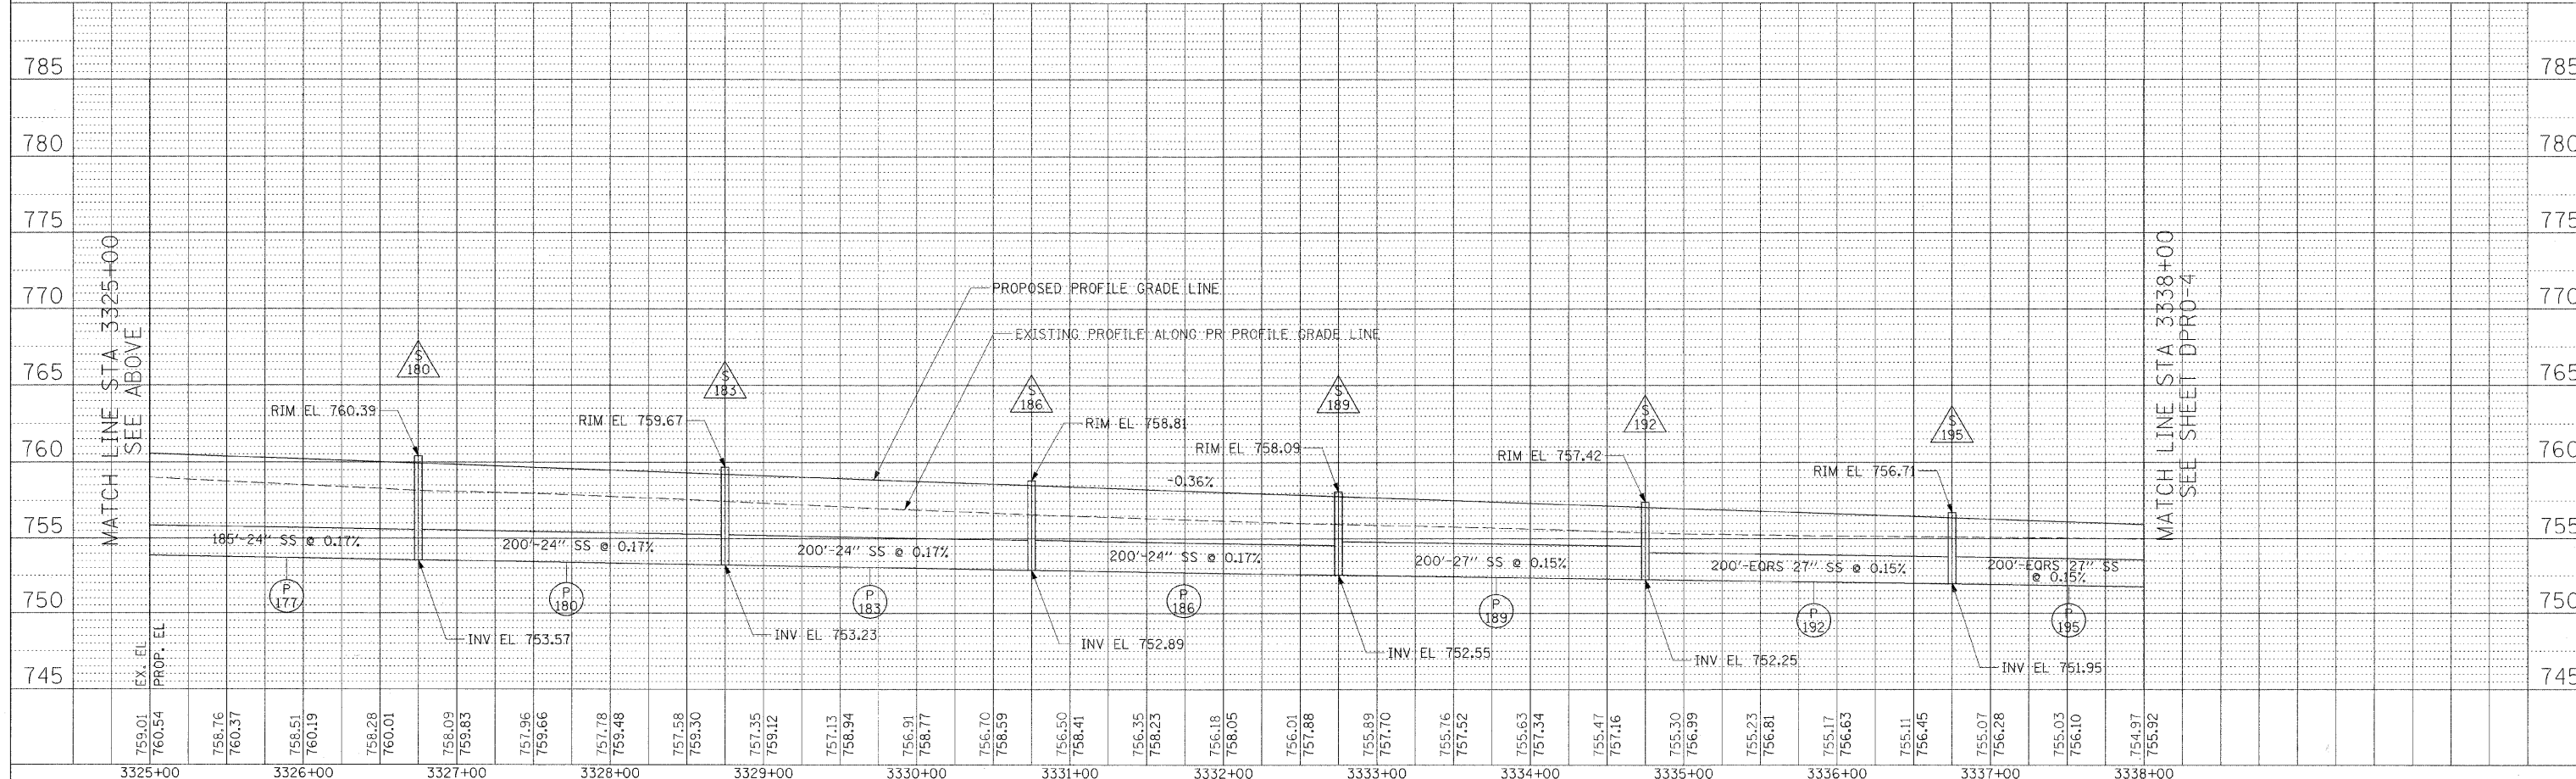 785
785
780
780
775
775
770
770
765
765
760
760
755
755
750
750
745
745
MATCH LINE STA 3325+00
SEE ABOVE
PROPOSED PROFILE GRADE LINE
EXISTING PROFILE ALONG PR PROFILE GRADE LINE
MATCH LINE STA 3338+00
SEE SHEET DPRO-4
S
180
S
183
S
186
S
189
S
192
S
195
RIM EL 760.39
RIM EL 759.67
RIM EL 758.81
RIM EL 758.09
RIM EL 757.42
RIM EL 756.71
-0.36%
185'-24" SS @ 0.17%
200'-24" SS @ 0.17%
200'-24" SS @ 0.17%
200'-24" SS @ 0.17%
200'-27" SS @ 0.15%
200'-EQRS 27" SS @ 0.15%
200'-EQRS 27" SS
@ 0.15%
P
177
P
180
P
183
P
186
P
189
P
192
P
195
INV EL 753.57
INV EL 753.23
INV EL 752.89
INV EL 752.55
INV EL 752.25
INV EL 751.95
EX. EL
PROP. EL
759.01
760.54
758.76
760.37
758.51
760.19
758.28
760.01
758.09
759.83
757.96
759.66
757.78
759.48
757.58
759.30
757.35
759.12
757.13
758.94
756.91
758.77
756.70
758.59
756.50
758.41
756.35
758.23
756.18
758.05
756.01
757.88
755.89
757.70
755.76
757.52
755.63
757.34
755.47
757.16
755.30
756.99
755.23
756.81
755.17
756.63
755.11
756.45
755.07
756.28
755.03
756.10
754.97
755.92
3325+00
3326+00
3327+00
3328+00
3329+00
3330+00
3331+00
3332+00
3333+00
3334+00
3335+00
3336+00
3337+00
3338+00